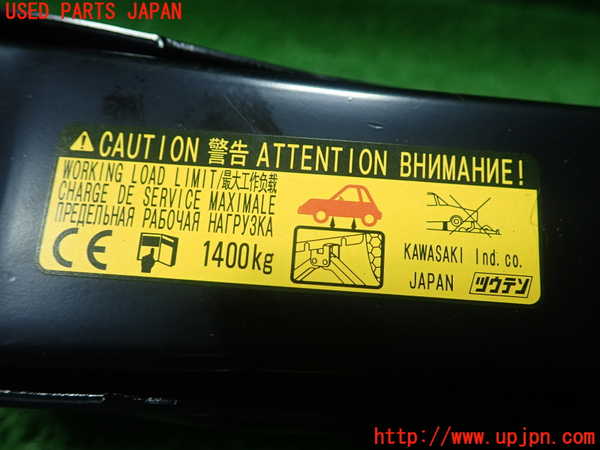 USED PARTS JAPAN
CAUTION 警告 ATTENTION ВНИМАНИЕ!
WORKING LOAD LIMIT/最大工作负载
CHARGE DE SERVICE MAXIMALE
ПРЕДЕЛЬНАЯ РАБОЧАЯ НАГРУЗКА
CE 1400kg
KAWASAKI Ind. co.
JAPAN ツウテン
http://www.upjpn.com/